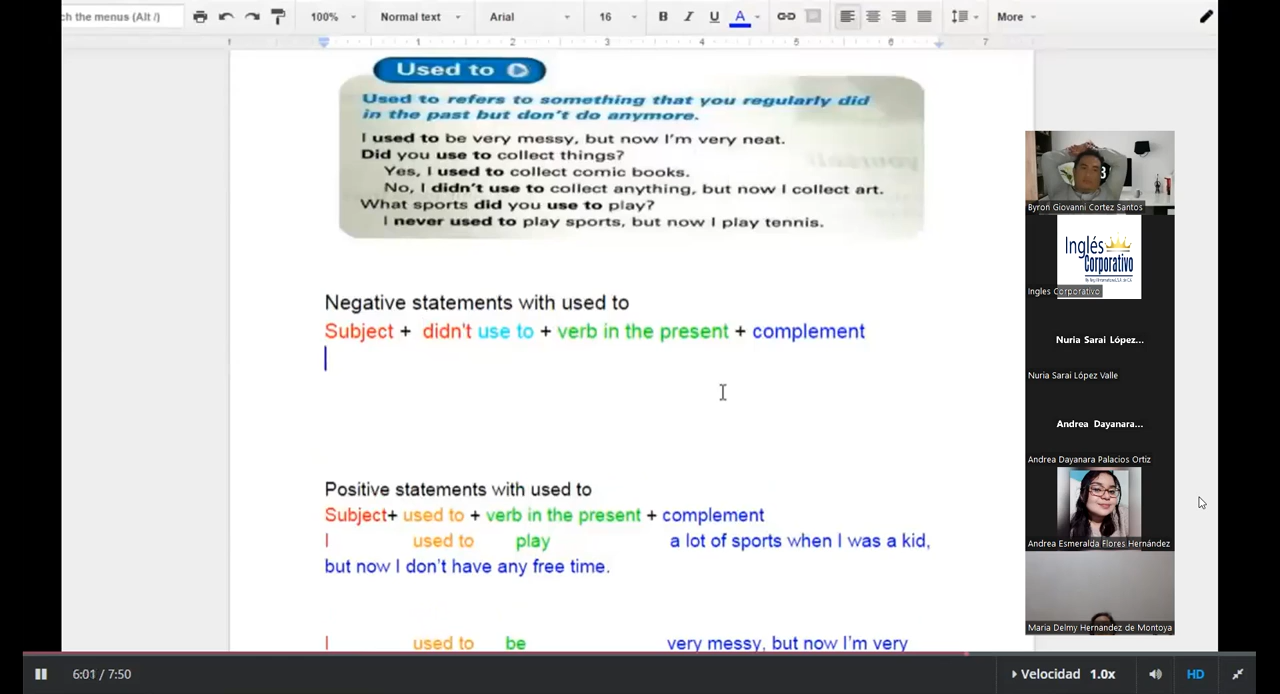 ch the menus (Alt /)
100%
Normal text
Arial
16
B I U A
More
1 1 2 3 4 5 6 7
Used to
Used to refers to something that you regularly did
in the past but don't do anymore.
I used to be very messy, but now I'm very neat.
Did you use to collect things?
Yes, I used to collect comic books.
No, I didn't use to collect anything, but now I collect art.
What sports did you use to play?
I never used to play sports, but now I play tennis.
Negative statements with used to
Subject + didn't use to + verb in the present + complement
Positive statements with used to
Subject+ used to + verb in the present + complement
I used to play a lot of sports when I was a kid,
but now I don't have any free time.
I used to be very messy, but now I'm very
Byron Giovanni Cortez Santos
Inglés
Corporativo
Ingles Corporativo
Nuria Sarai López...
Nuria Sarai López Valle
Andrea Dayanara...
Andrea Dayanara Palacios Ortiz
Andrea Esmeralda Flores Hernández
Maria Delmy Hernandez de Montoya
6:01 / 7:50
Velocidad 1.0x
HD